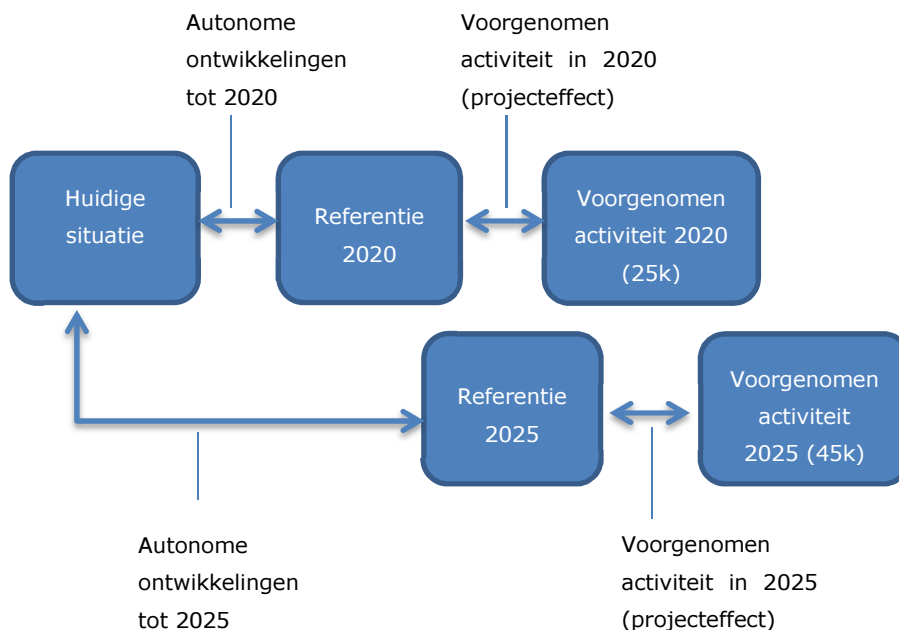 Autonome
ontwikkelingen
tot 2020
Voorgenomen
activiteit in 2020
(projecteffect)
Huidige
situatie
Referentie
2020
Voorgenomen
activiteit 2020
(25k)
Referentie
2025
Voorgenomen
activiteit
2025 (45k)
Autonome
ontwikkelingen
tot 2025
Voorgenomen
activiteit in 2025
(projecteffect)